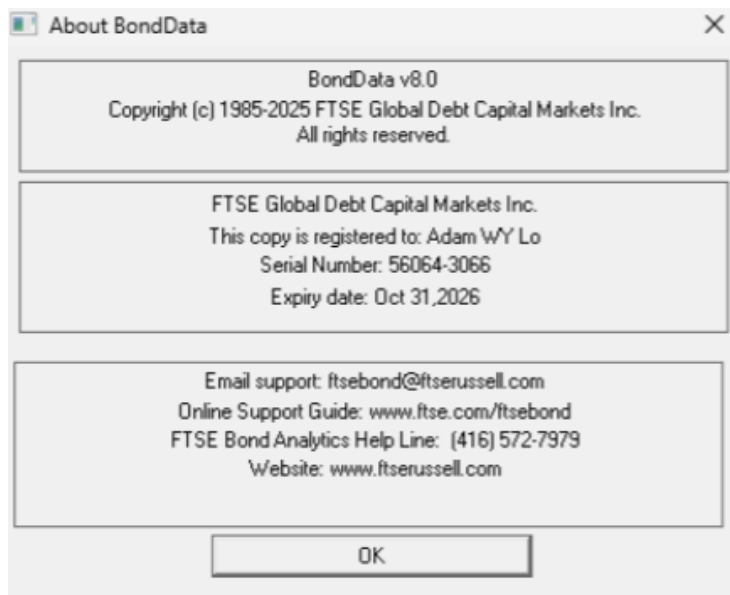 About BondData
BondData v8.0
Copyright (c) 1985-2025 FTSE Global Debt Capital Markets Inc.
All rights reserved.
FTSE Global Debt Capital Markets Inc.
This copy is registered to: Adam WY Lo
Serial Number: 56064-3066
Expiry date: Oct 31,2026
Email support: ftsebond@ftserussell.com
Online Support Guide: www.ftse.com/ftsebond
FTSE Bond Analytics Help Line:  (416) 572-7979
Website: www.ftserussell.com
OK